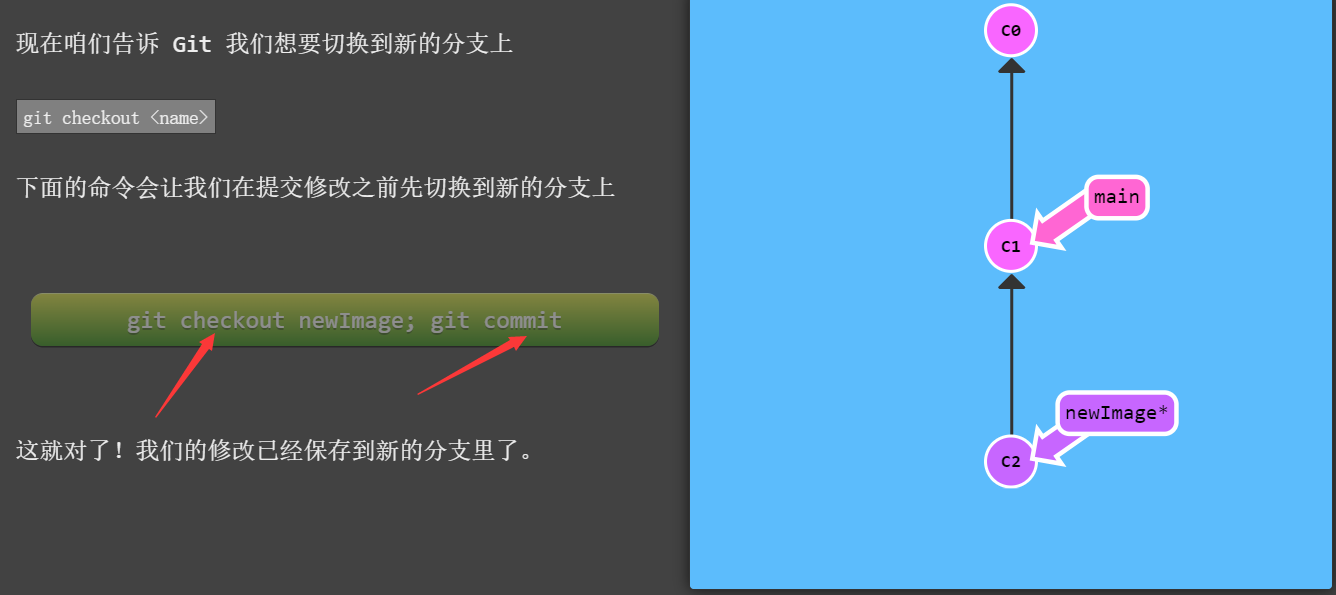 现在咱们告诉 Git 我们想要切换到新的分支上
git checkout <name>
下面的命令会让我们在提交修改之前先切换到新的分支上
git checkout newImage; git commit
这就对了！我们的修改已经保存到新的分支里了。
C0
main
C1
newImage*
C2